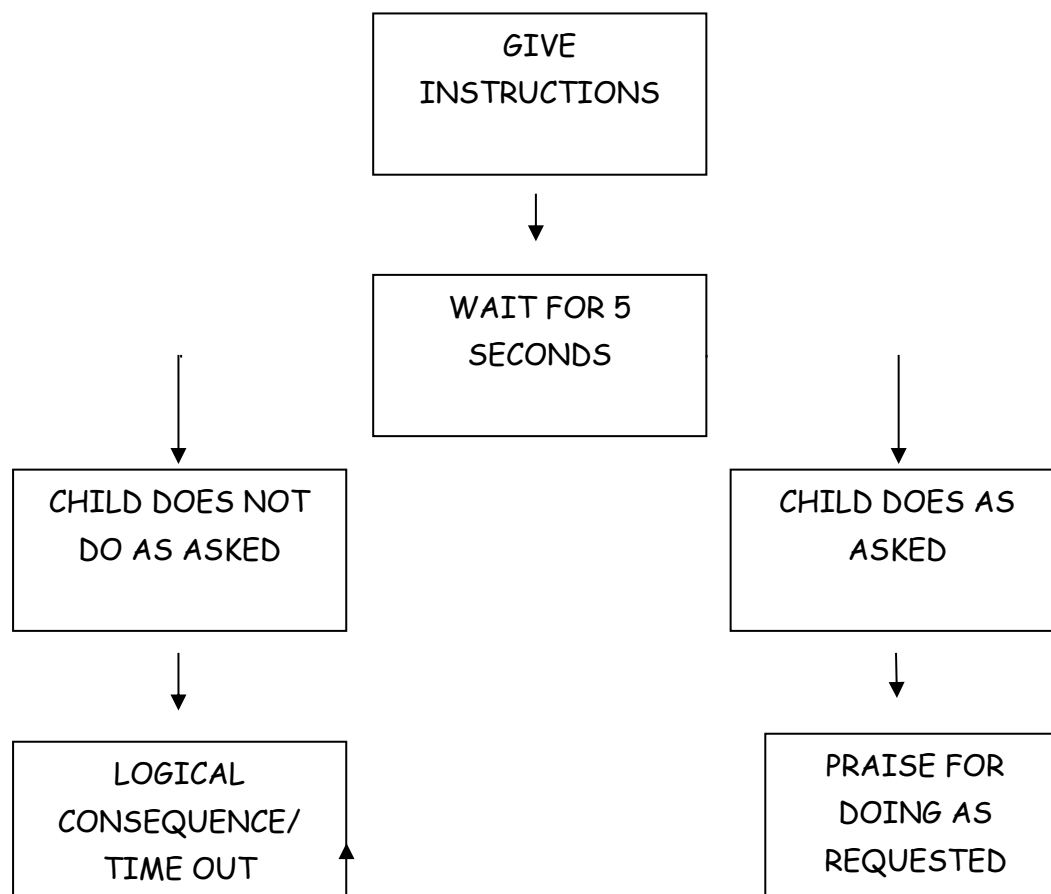 GIVE
INSTRUCTIONS
WAIT FOR 5
SECONDS
CHILD DOES NOT
DO AS ASKED
CHILD DOES AS
ASKED
LOGICAL
CONSEQUENCE/
TIME OUT
PRAISE FOR
DOING AS
REQUESTED